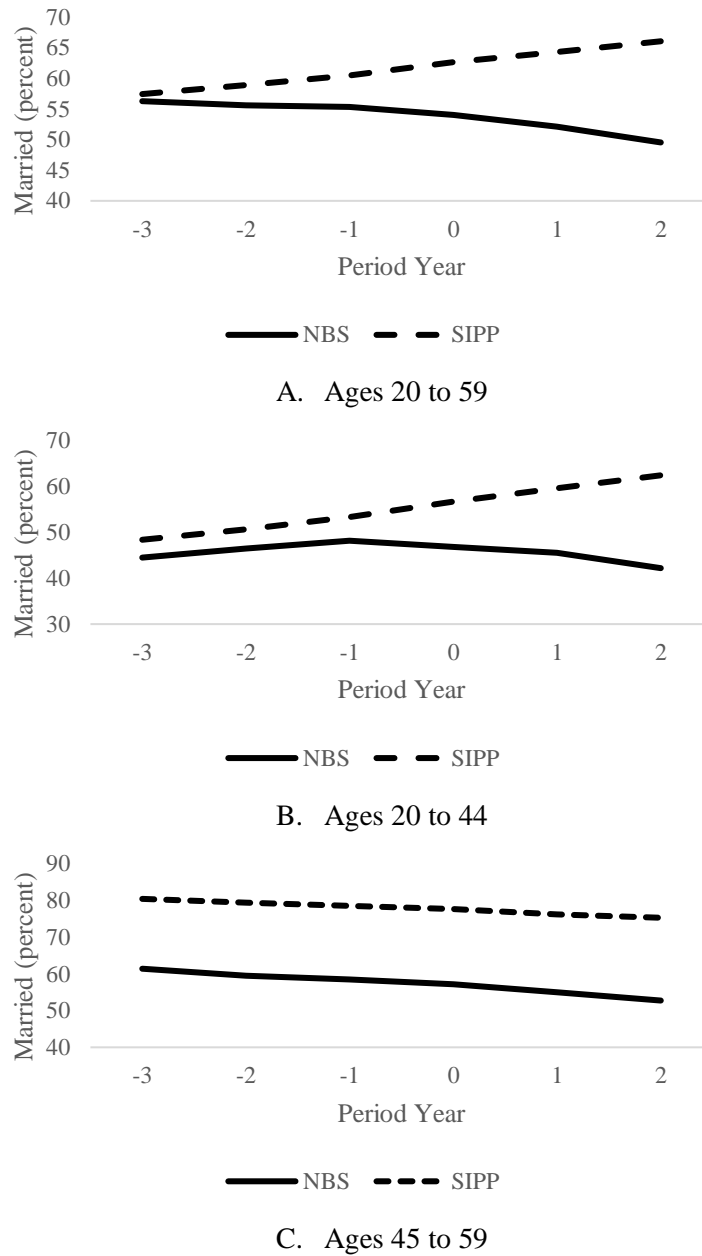 70
65
60
55
50
45
40
Married (percent)
-3 -2 -1 0 1 2
Period Year
NBS SIPP
A. Ages 20 to 59
70
60
50
40
30
Married (percent)
-3 -2 -1 0 1 2
Period Year
NBS SIPP
B. Ages 20 to 44
90
80
70
60
50
40
Married (percent)
-3 -2 -1 0 1 2
Period Year
NBS SIPP
C. Ages 45 to 59